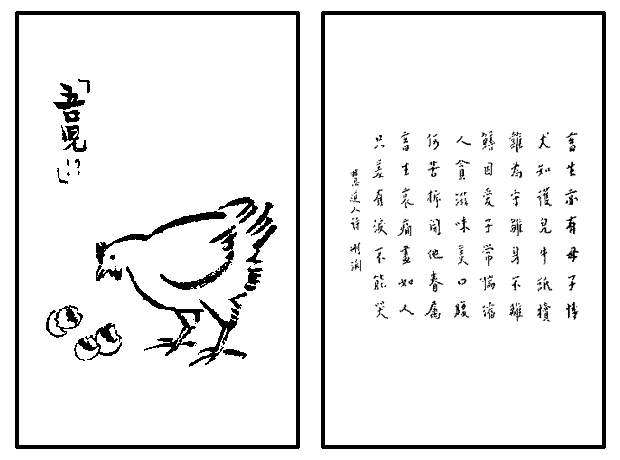 「吾兒!?」
畜生亦有母子情
犬知護兒牛舐犢
雞為守雛身不離
鱔因愛子常惴縮
人貪滋味美口腹
何苦拆開他眷屬
畜生哀痛盡如人
只差有淚不能哭
道人詩